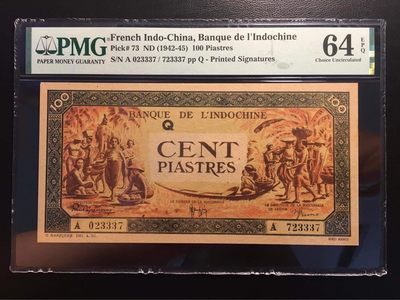 PMG
PAPER MONEY GUARANTY
French Indo-China, Banque de l'Indochine
Pick# 73 ND (1942-45) 100 Piastres
S/N A 023337 / 723337 pp Q - Printed Signatures
64 EPQ
Choice Uncirculated
100
100
BANQUE DE L'INDOCHINE
Q
CENT
PIASTRES
A 023337
A 723337